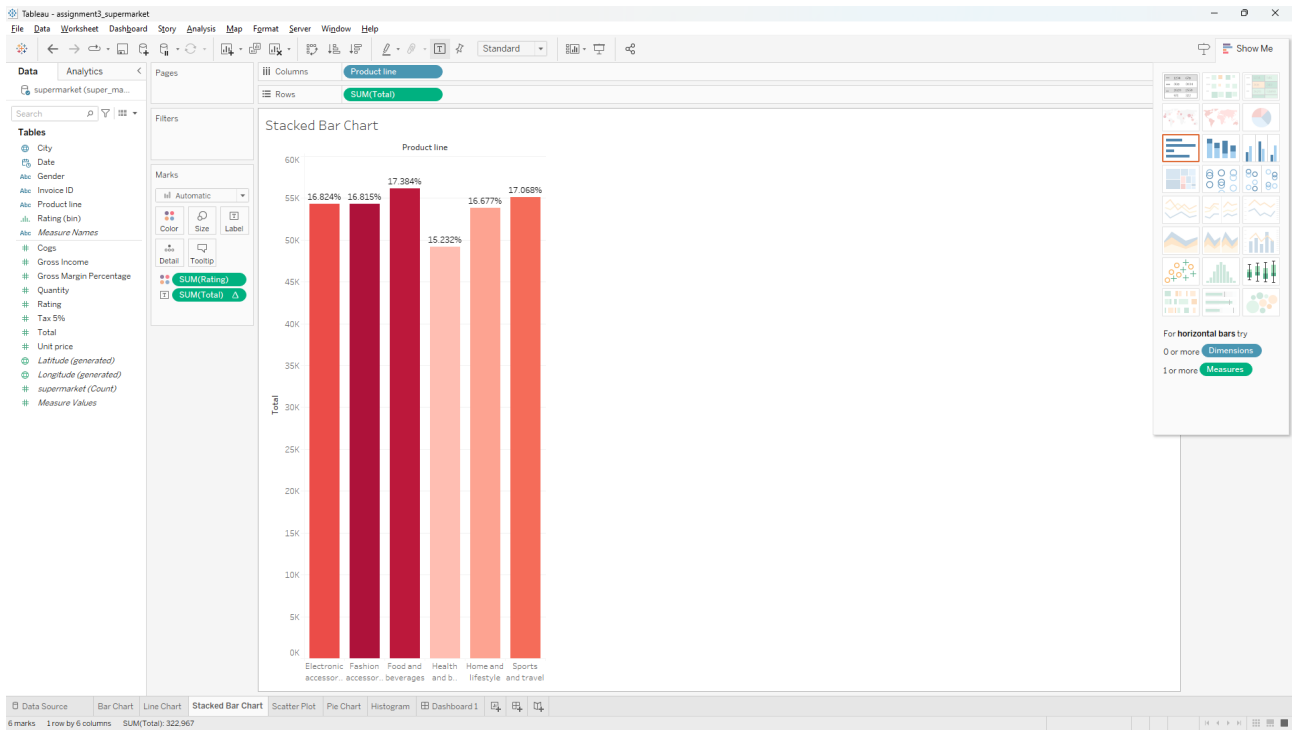 Tableau - assignment3_supermarket
File Data Worksheet Dashboard Story Analysis Map Format Server Window Help
Standard
Show Me
Data Analytics
Pages
Columns Product line
supermarket (super_ma...
Rows SUM(Total)
Search
Filters
Tables
City
Date
Gender
Abc Invoice ID
Abc Product line
Rating (bin)
Abc Measure Names
Cogs
Gross Income
Gross Margin Percentage
Quantity
Rating
Tax 5%
Total
Unit price
Latitude (generated)
Longitude (generated)
supermarket (Count)
Measure Values
Marks
Automatic
Color Size Label
Detail Tooltip
SUM(Rating)
SUM(Total)
Stacked Bar Chart
Product line
60K
55K
50K
45K
40K
35K
30K
25K
20K
15K
10K
5K
0K
Total
16.824% 16.815% 17.384% 15.232% 16.677% 17.068%
Electronic accessor..
Fashion accessor..
Food and beverages
Health and b..
Home and lifestyle
Sports and travel
For horizontal bars try
0 or more Dimensions
1 or more Measures
Data Source Bar Chart Line Chart Stacked Bar Chart Scatter Plot Pie Chart Histogram Dashboard 1
6 marks 1 row by 6 columns SUM(Total): 322,967